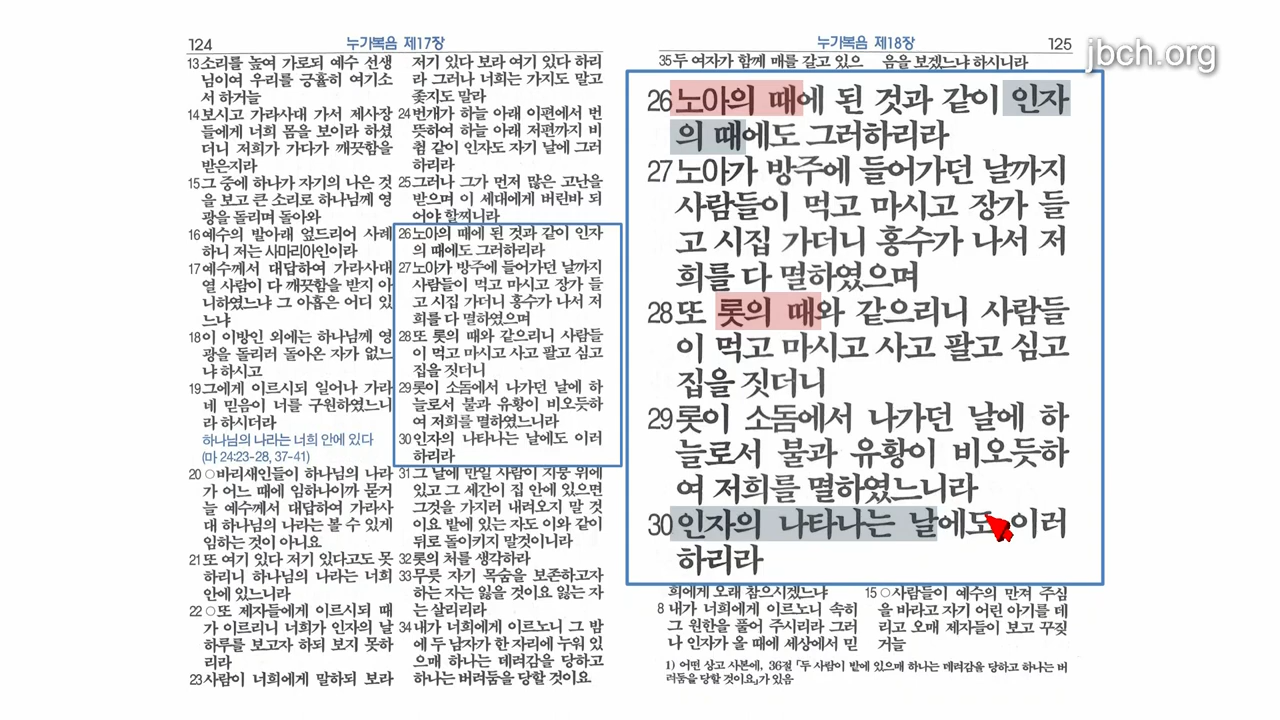 124
누가복음 제17장
13 소리를 높여 가로되 예수 선생
님이여 우리를 긍휼히 여기소
서 하거늘
14 보시고 가라사대 가서 제사장
들에게 너희 몸을 보이라 하셨
더니 저희가 가다가 깨끗함을
받은지라
15 그 중에 하나가 자기의 나은 것
을 보고 큰 소리로 하나님께 영
광을 돌리며 돌아와
16 예수의 발아래 엎드리어 사례
하니 저는 사마리아인이라
17 예수께서 대답하여 가라사대
열 사람이 다 깨끗함을 받지 아
니하였느냐 그 아홉은 어디 있
느냐
18 이 이방인 외에는 하나님께 영
광을 돌리러 돌아온 자가 없느
냐 하시고
19 그에게 이르시되 일어나 가라
네 믿음이 너를 구원하였느니
라 하시더라
하나님의 나라는 너희 안에 있다
(마 24:23-28, 37-41)
20 ○바리새인들이 하나님의 나라
가 어느 때에 임하나이까 묻거
늘 예수께서 대답하여 가라사
대 하나님의 나라는 볼 수 있게
임하는 것이 아니요
21 또 여기 있다 저기 있다고도 못
하리니 하나님의 나라는 너희
안에 있느니라
22 ○또 제자들에게 이르시되 때
가 이르리니 너희가 인자의 날
하루를 보고자 하되 보지 못하
리라
23 사람이 너희에게 말하되 보라
저기 있다 보라 여기 있다 하리
라 그러나 너희는 가지도 말고
좇지도 말라
24 번개가 하늘 아래 이편에서 번
뜻하여 하늘 아래 저편까지 비
췸 같이 인자도 자기 날에 그러
하리라
25 그러나 그가 먼저 많은 고난을
받으며 이 세대에게 버린바 되
어야 할찌니라
26 노아의 때에 된 것과 같이 인자
의 때에도 그러하리라
27 노아가 방주에 들어가던 날까지
사람들이 먹고 마시고 장가 들
고 시집 가더니 홍수가 나서 저
희를 다 멸하였으며
28 또 롯의 때와 같으리니 사람들
이 먹고 마시고 사고 팔고 심고
집을 짓더니
29 롯이 소돔에서 나가던 날에 하
늘로서 불과 유황이 비오듯하
여 저희를 멸하였느니라
30 인자의 나타나는 날에도 이러
하리라
31 그 날에 만일 사람이 지붕 위에
있고 그 세간이 집 안에 있으면
그것을 가지러 내려오지 말 것
이요 밭에 있는 자도 이와 같이
뒤로 돌이키지 말것이니라
32 롯의 처를 생각하라
33 무릇 자기 목숨을 보존하고자
하는 자는 잃을 것이요 잃는 자
는 살리리라
34 내가 너희에게 이르노니 그 밤
에 두 남자가 한 자리에 누워 있
으매 하나는 데려감을 당하고
하나는 버려둠을 당할 것이요
누가복음 제18장
125
jbch.org
35 두 여자가 함께 매를 갈고 있으
음을 보겠느냐 하시니라
26 노아의 때에 된 것과 같이 인자
의 때에도 그러하리라
27 노아가 방주에 들어가던 날까지
사람들이 먹고 마시고 장가 들
고 시집 가더니 홍수가 나서 저
희를 다 멸하였으며
28 또 롯의 때와 같으리니 사람들
이 먹고 마시고 사고 팔고 심고
집을 짓더니
29 롯이 소돔에서 나가던 날에 하
늘로서 불과 유황이 비오듯하
여 저희를 멸하였느니라
30 인자의 나타나는 날에도 이러
하리라
희에게 오래 참으시겠느냐
8 내가 너희에게 이르노니 속히
그 원한을 풀어 주시리라 그러
나 인자가 올 때에 세상에서 믿
15 ○사람들이 예수의 만져 주심
을 바라고 자기 어린 아기를 데
리고 오매 제자들이 보고 꾸짖
거늘
1) 어떤 상고 사본에, 36절 「두 사람이 밭에 있으매 하나는 데려감을 당하고 하나는 버
려둠을 당할 것이요」가 있음